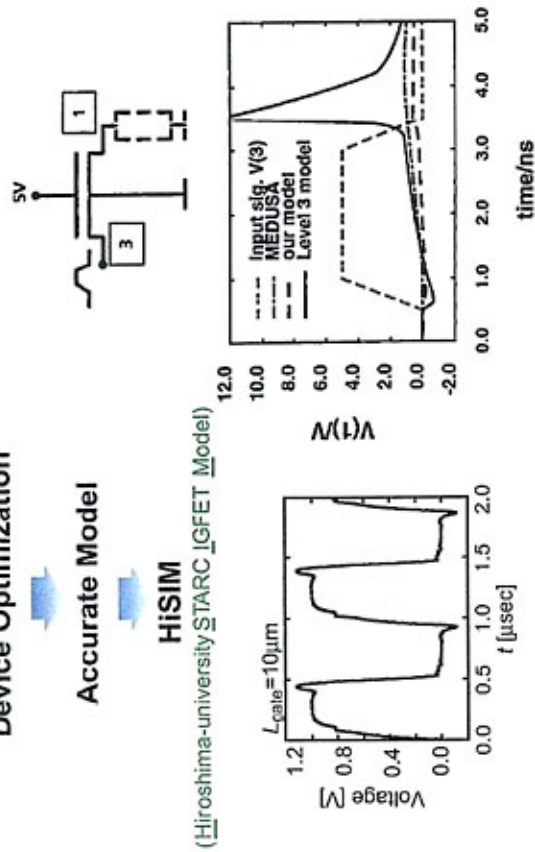 Device Optimization
Accurate Model
HiSIM
(Hiroshima-university STARC IGFET Model)
5V
3
1
Lgate=10μm
Voltage [V]
1.2
0.8
0.4
0.0
0.0
0.5
1.0
1.5
2.0
t [μsec]
V(1)/V
12.0
10.0
8.0
6.0
4.0
2.0
0.0
-2.0
Input sig. V(3)
MEDUSA
our model
Level 3 model
0.0
1.0
2.0
3.0
4.0
5.0
time/ns